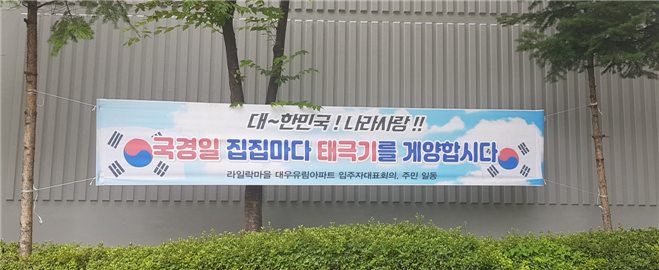 대~한민국! 나라사랑!!
국경일 집집마다 태극기를 게양합시다
라일락마을 대우유림아파트 입주자대표회의, 주민 일동